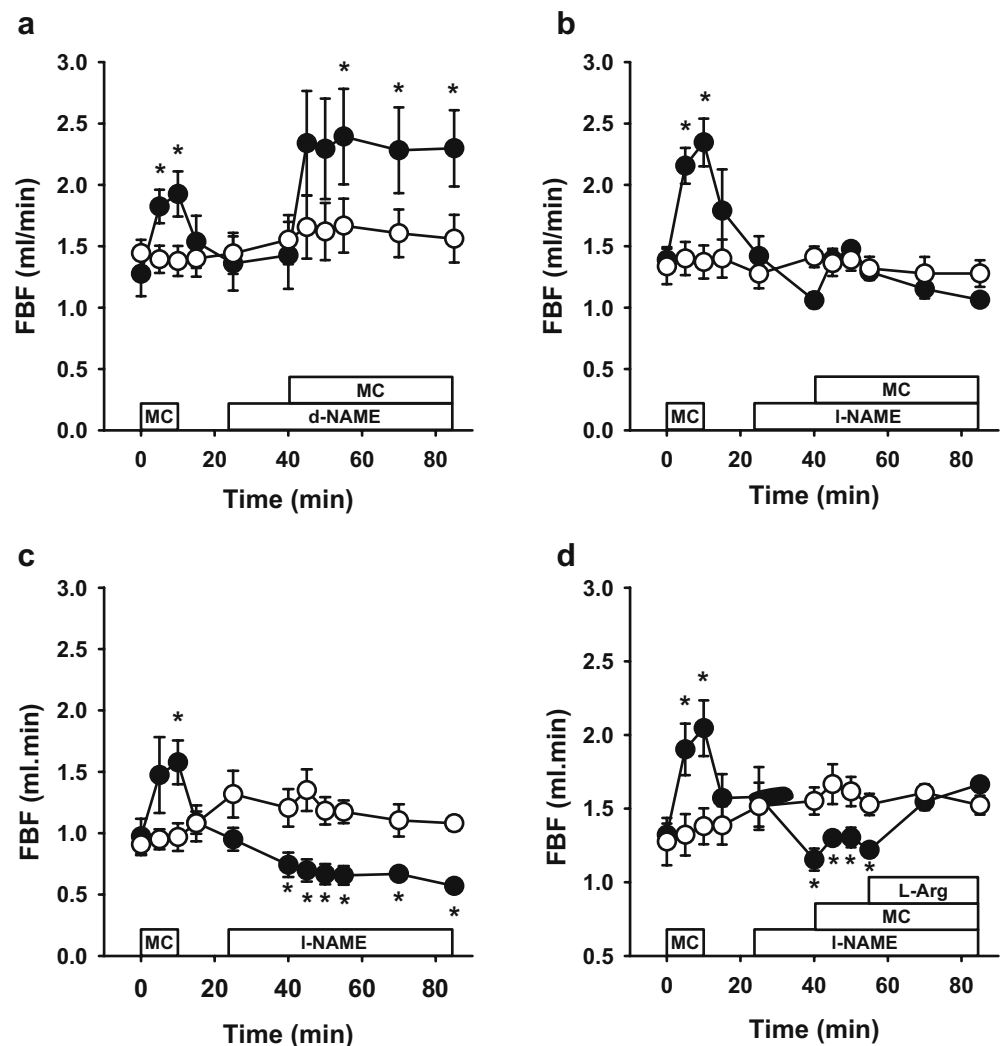 a
FBF (ml/min)
3.0
2.5
2.0
1.5
1.0
0.5
0.0
* * * * *
MC
MC
d-NAME
0 20 40 60 80
Time (min)
b
FBF (ml/min)
3.0
2.5
2.0
1.5
1.0
0.5
0.0
* *
MC
MC
l-NAME
0 20 40 60 80
Time (min)
c
FBF (ml.min)
3.0
2.5
2.0
1.5
1.0
0.5
0.0
*
* * * * * *
MC
l-NAME
0 20 40 60 80
Time (min)
d
FBF (ml.min)
3.0
2.5
2.0
1.5
1.0
0.5
* *
* * * *
L-Arg
MC
MC
l-NAME
0 20 40 60 80
Time (min)